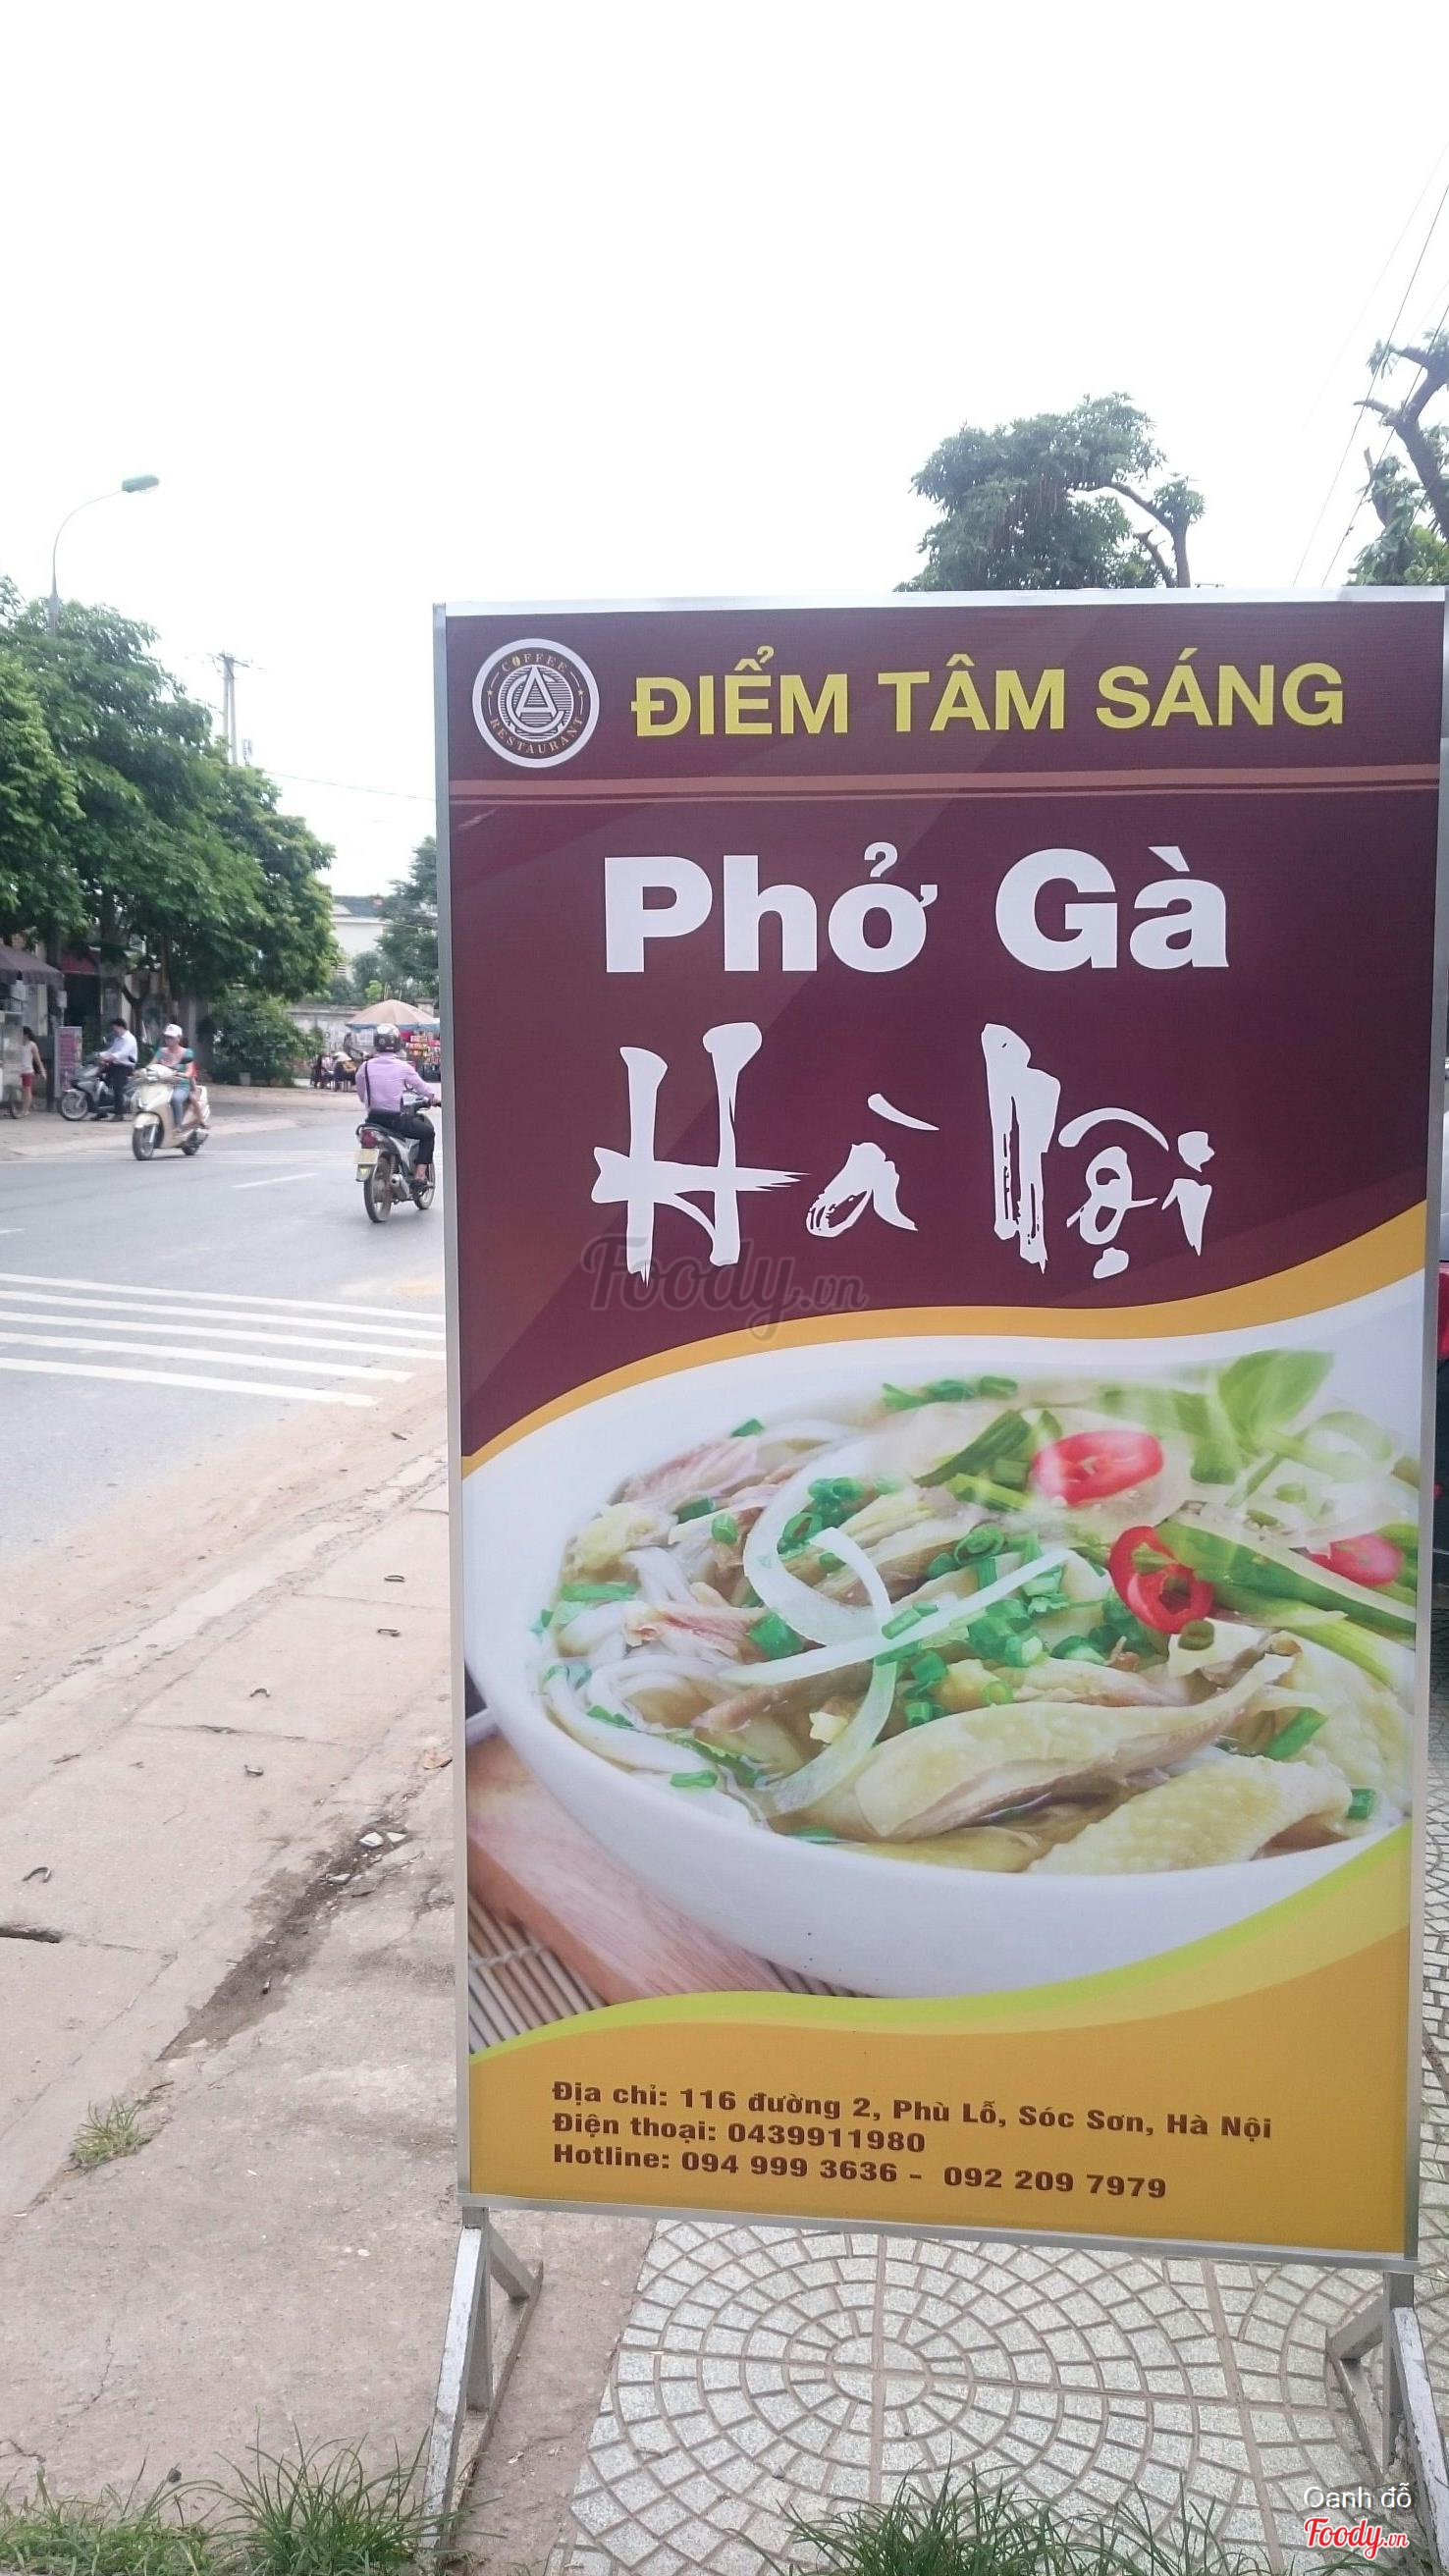 COFFEE
AC
RESTAURANT
ĐIỂM TÂM SÁNG
Phở Gà
Hà Nội
Foody.vn
Địa chỉ: 116 đường 2, Phù Lỗ, Sóc Sơn, Hà Nội
Điện thoại: 0439911980
Hotline: 094 999 3636 - 092 209 7979
Oanh đỗ
Foody.vn